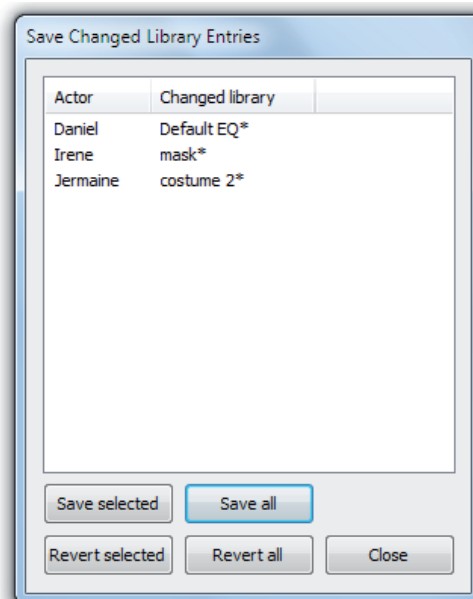 Save Changed Library Entries
Actor Changed library
Daniel Default EQ*
Irene mask*
Jermaine costume 2*
Save selected Save all
Revert selected Revert all Close